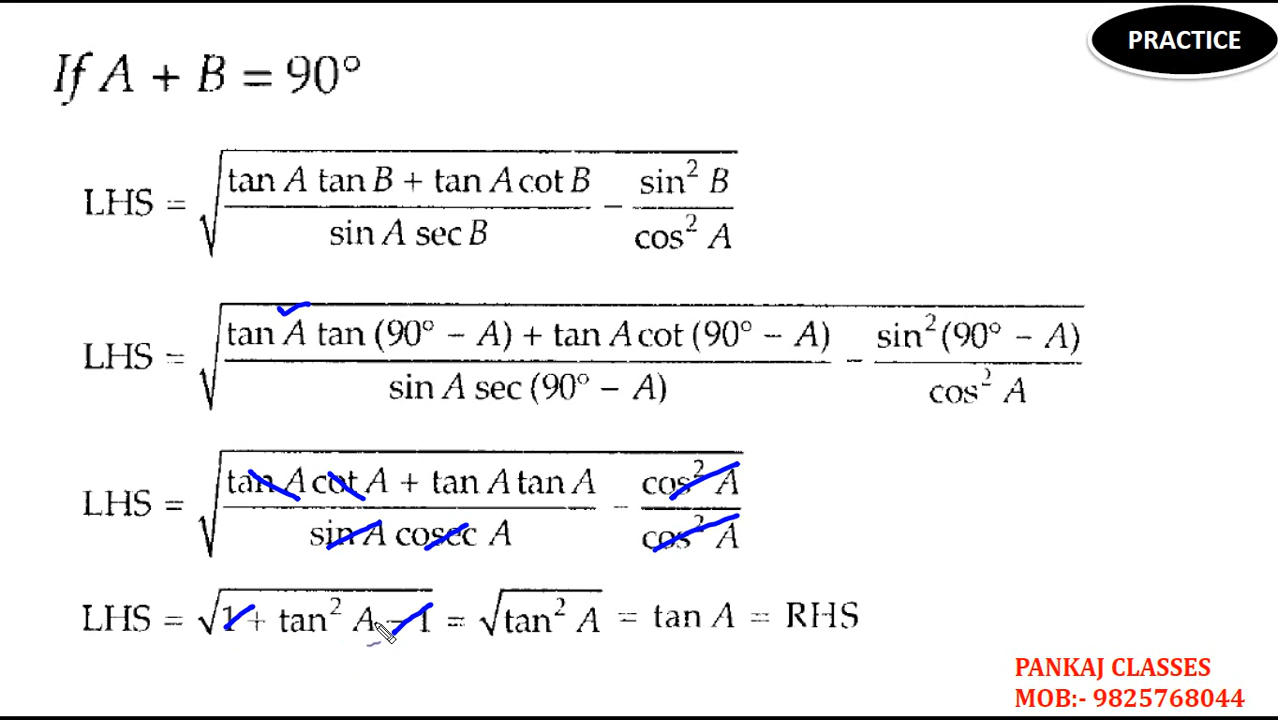 PRACTICE
If A + B = 90°
LHS = √((tan A tan B + tan A cot B)/(sin A sec B) − (sin² B)/(cos² A))
LHS = √((tan A tan (90° − A) + tan A cot (90° − A))/(sin A sec (90° − A)) − (sin² (90° − A))/(cos² A))
LHS = √((tan A cot A + tan A tan A)/(sin A cosec A) − (cos² A)/(cos² A))
LHS = √(1 + tan² A − 1) = √(tan² A) = tan A = RHS
PANKAJ CLASSES
MOB:- 9825768044